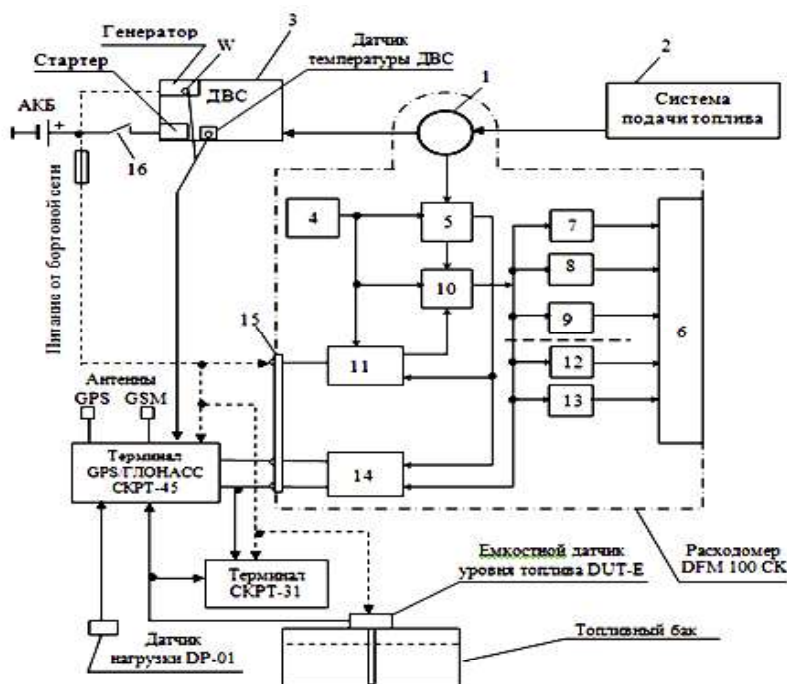 Генератор
W
3
Датчик
температуры ДВС
Стартер
ДВС
1
2
АКБ
+
16
Система
подачи топлива
Питание от бортовой сети
4
5
7
8
10
9
6
15
11
12
13
14
Антенны
GPS
GSM
Терминал
GPS/ГЛОНАСС
СКРТ-45
Терминал
СКРТ-31
Емкостной датчик
уровня топлива DUT-E
Расходомер
DFM 100 CK
Датчик
нагрузки DP-01
Топливный бак